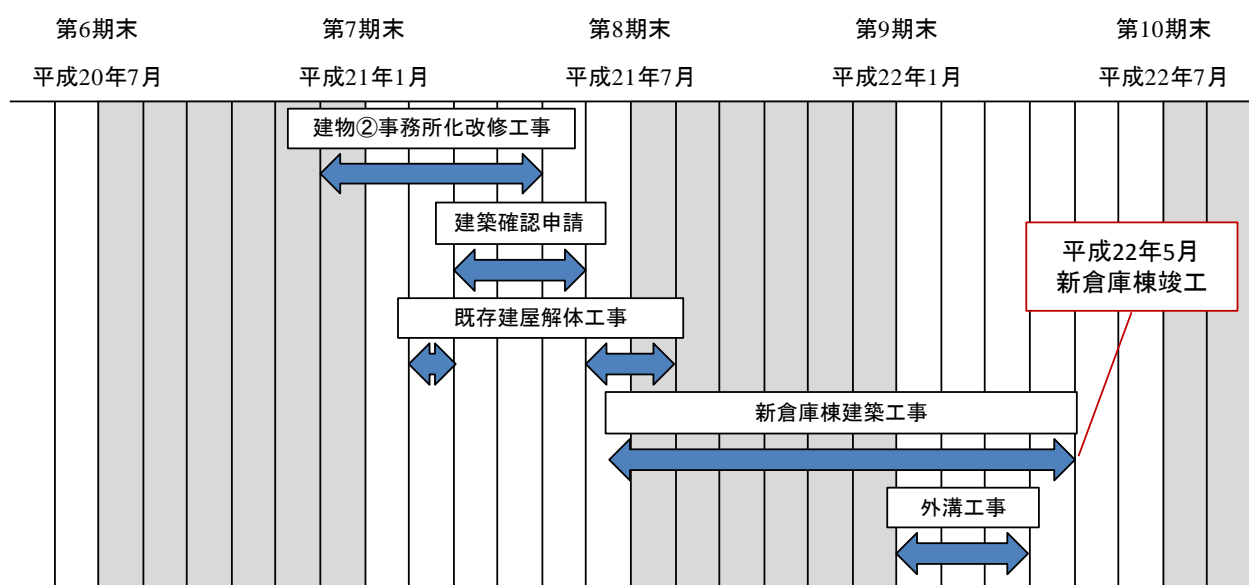 第6期末 第7期末 第8期末 第9期末 第10期末
平成20年7月 平成21年1月 平成21年7月 平成22年1月 平成22年7月
建物②事務所化改修工事
建築確認申請
既存建屋解体工事
新倉庫棟建築工事
外溝工事
平成22年5月
新倉庫棟竣工